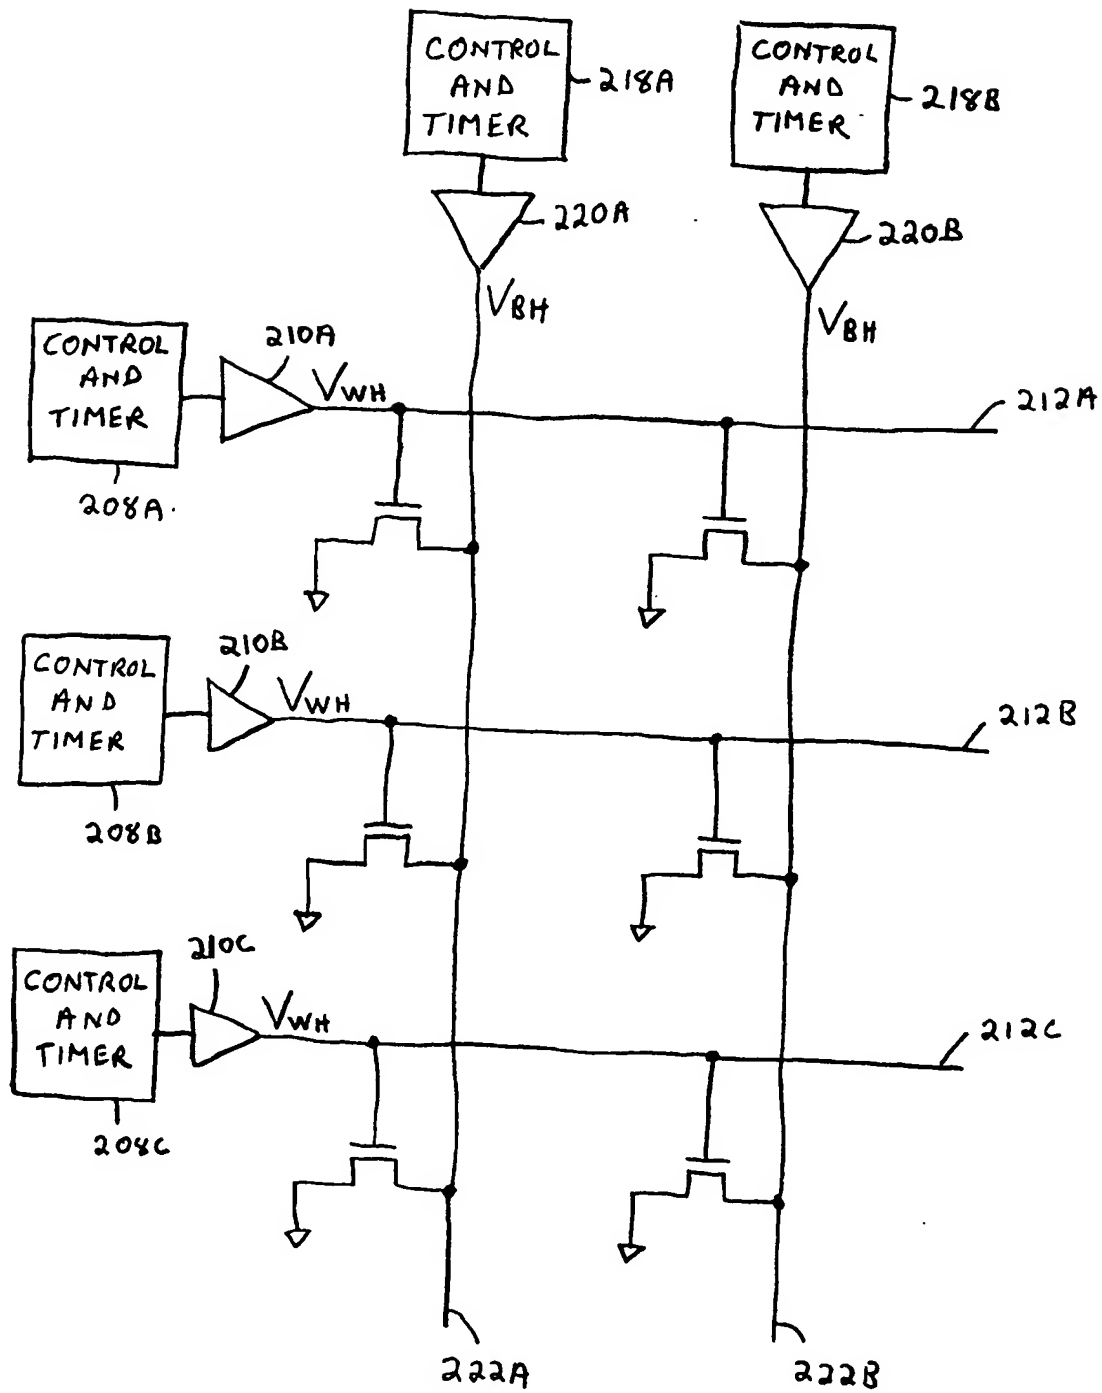 CONTROL
AND
TIMER
218A
CONTROL
AND
TIMER
218B
220A
220B
VBH
VBH
CONTROL
AND
TIMER
210A
VWH
212A
208A.
CONTROL
AND
TIMER
210B
VWH
212B
208B
CONTROL
AND
TIMER
210C
VWH
212C
208C
222A
222B